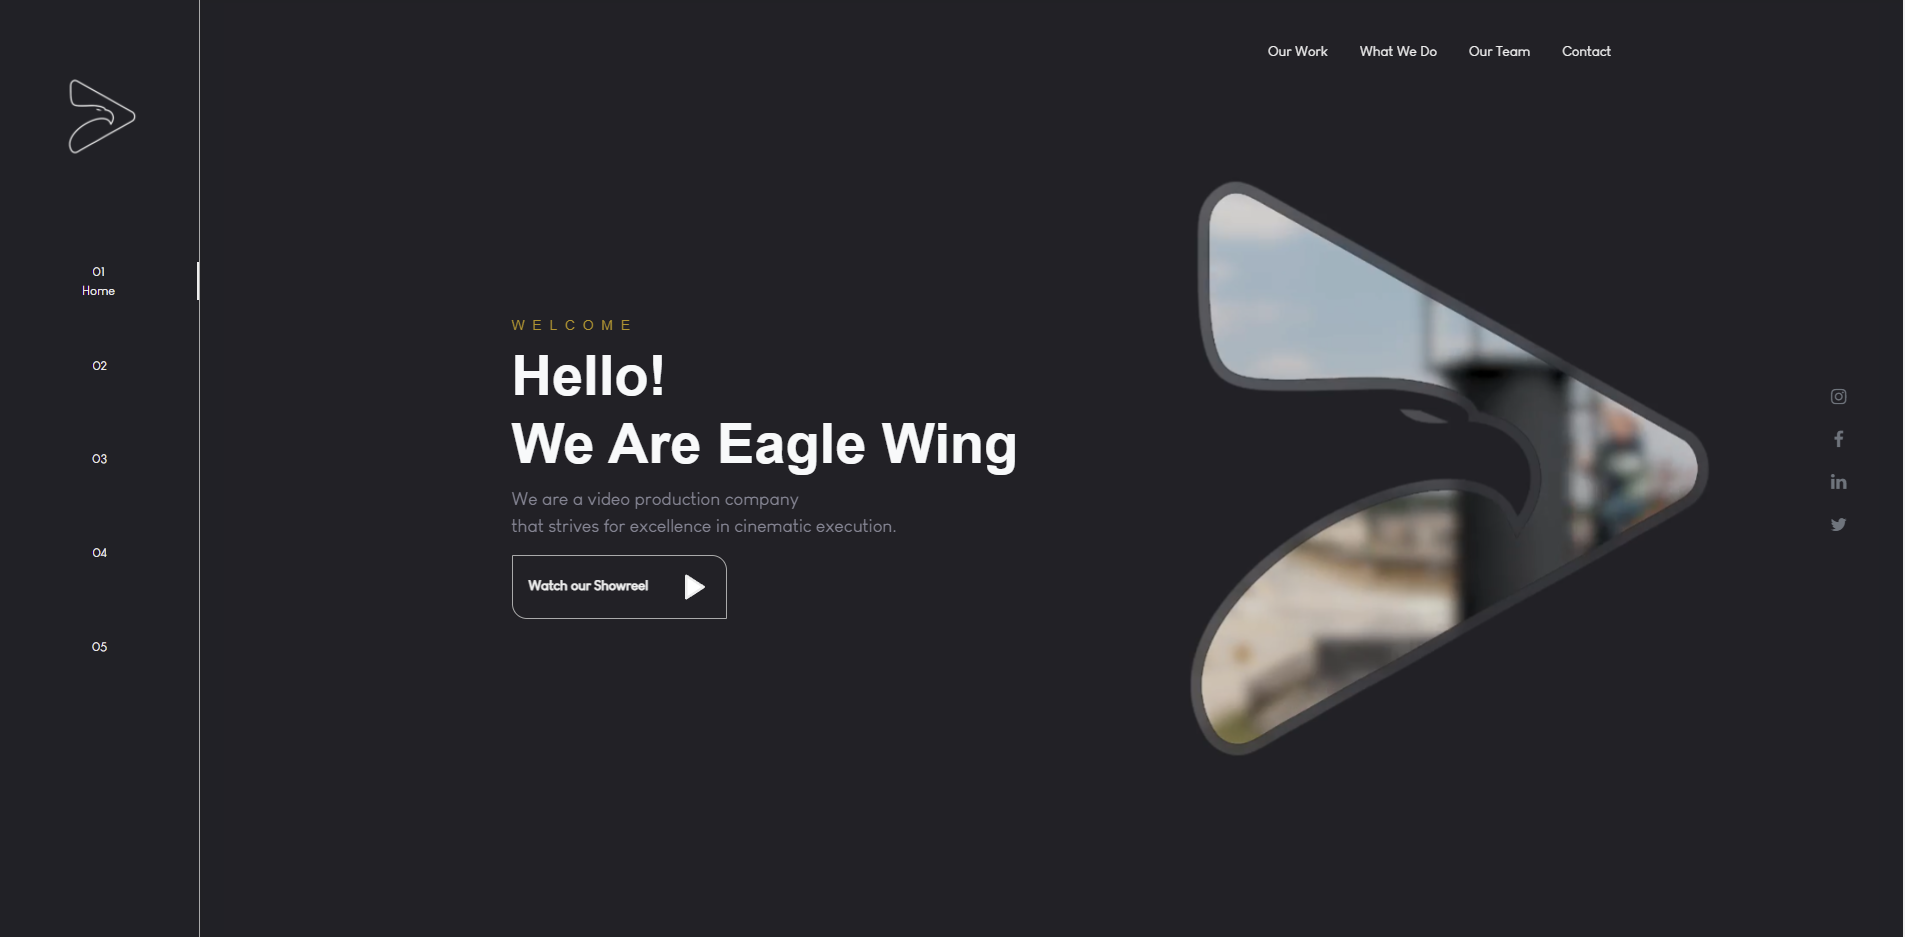 Our Work What We Do Our Team Contact
01
Home
02
03
04
05
WELCOME
Hello!
We Are Eagle Wing
We are a video production company
that strives for excellence in cinematic execution.
Watch our Showreel